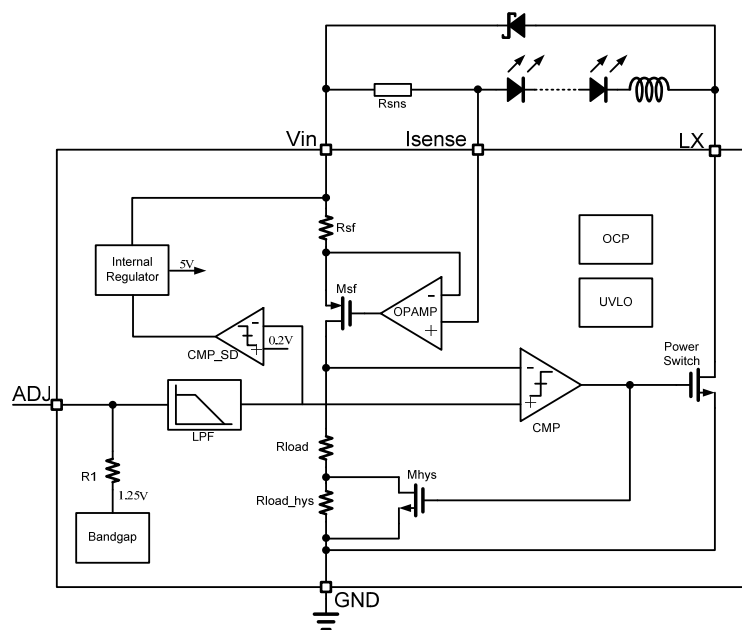 Rsns
Vin
Isense
LX
Rsf
OCP
Internal
Regulator
5V
Msf
-
OPAMP
+
UVLO
-
0.2V
+
CMP_SD
Power
Switch
-
+
CMP
ADJ
LPF
Rload
R1
Mhys
1.25V
Rload_hys
Bandgap
GND